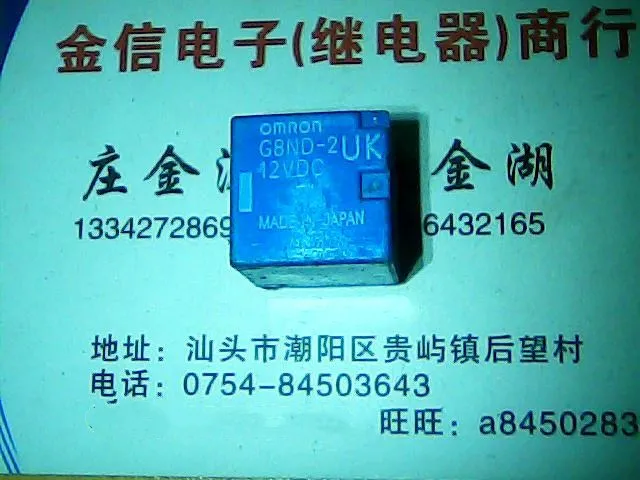 金信电子(继电器)商行
omron
G8ND-2UK
12VDC
MADE IN JAPAN
庄金 金湖
13342728 6432165
地址：汕头市潮阳区贵屿镇后望村
电话：0754-84503643
旺旺：a8450283